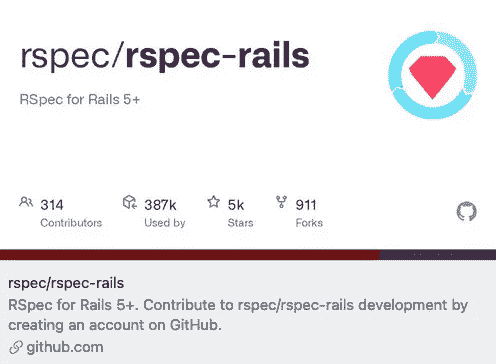 rspec/rspec-rails
RSpec for Rails 5+
314
Contributors
387k
Used by
5k
Stars
911
Forks
rspec/rspec-rails
RSpec for Rails 5+. Contribute to rspec/rspec-rails development by
creating an account on GitHub.
github.com